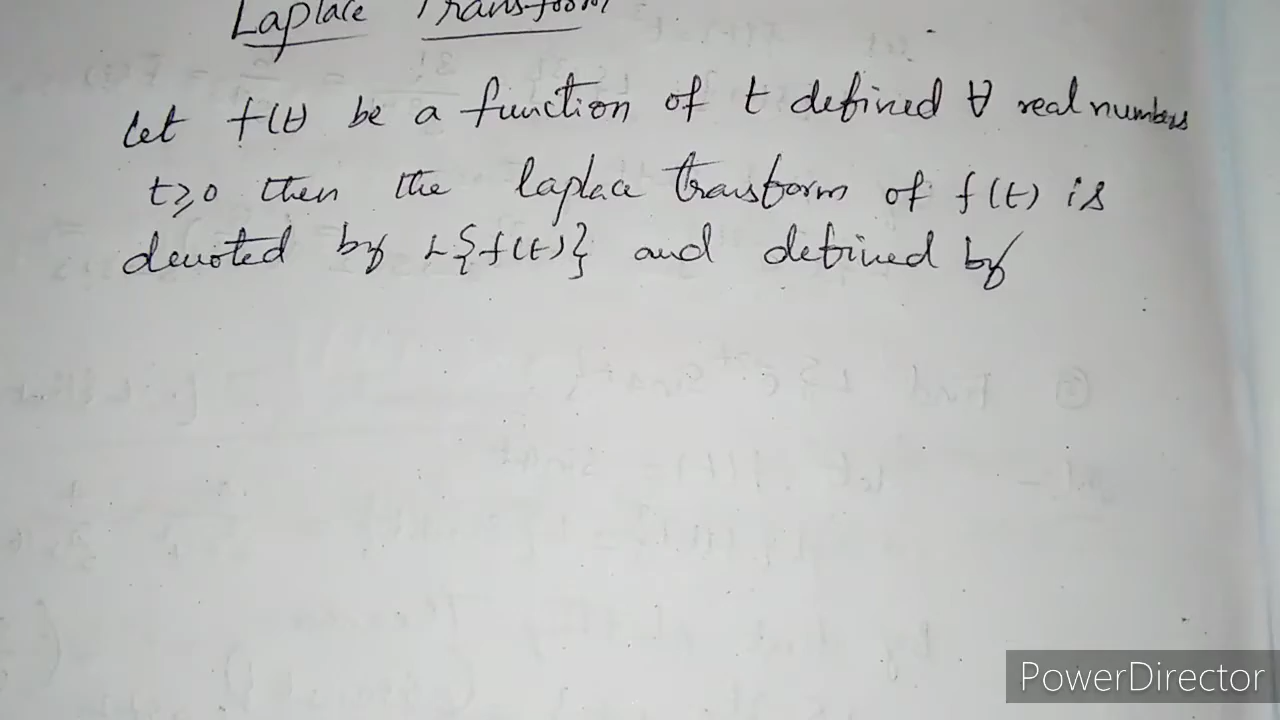 Laplace Transform
Let f(t) be a function of t defined ∀ real numbers
t≥0 then the laplace transform of f(t) is
denoted by L{f(t)} and defined by
PowerDirector